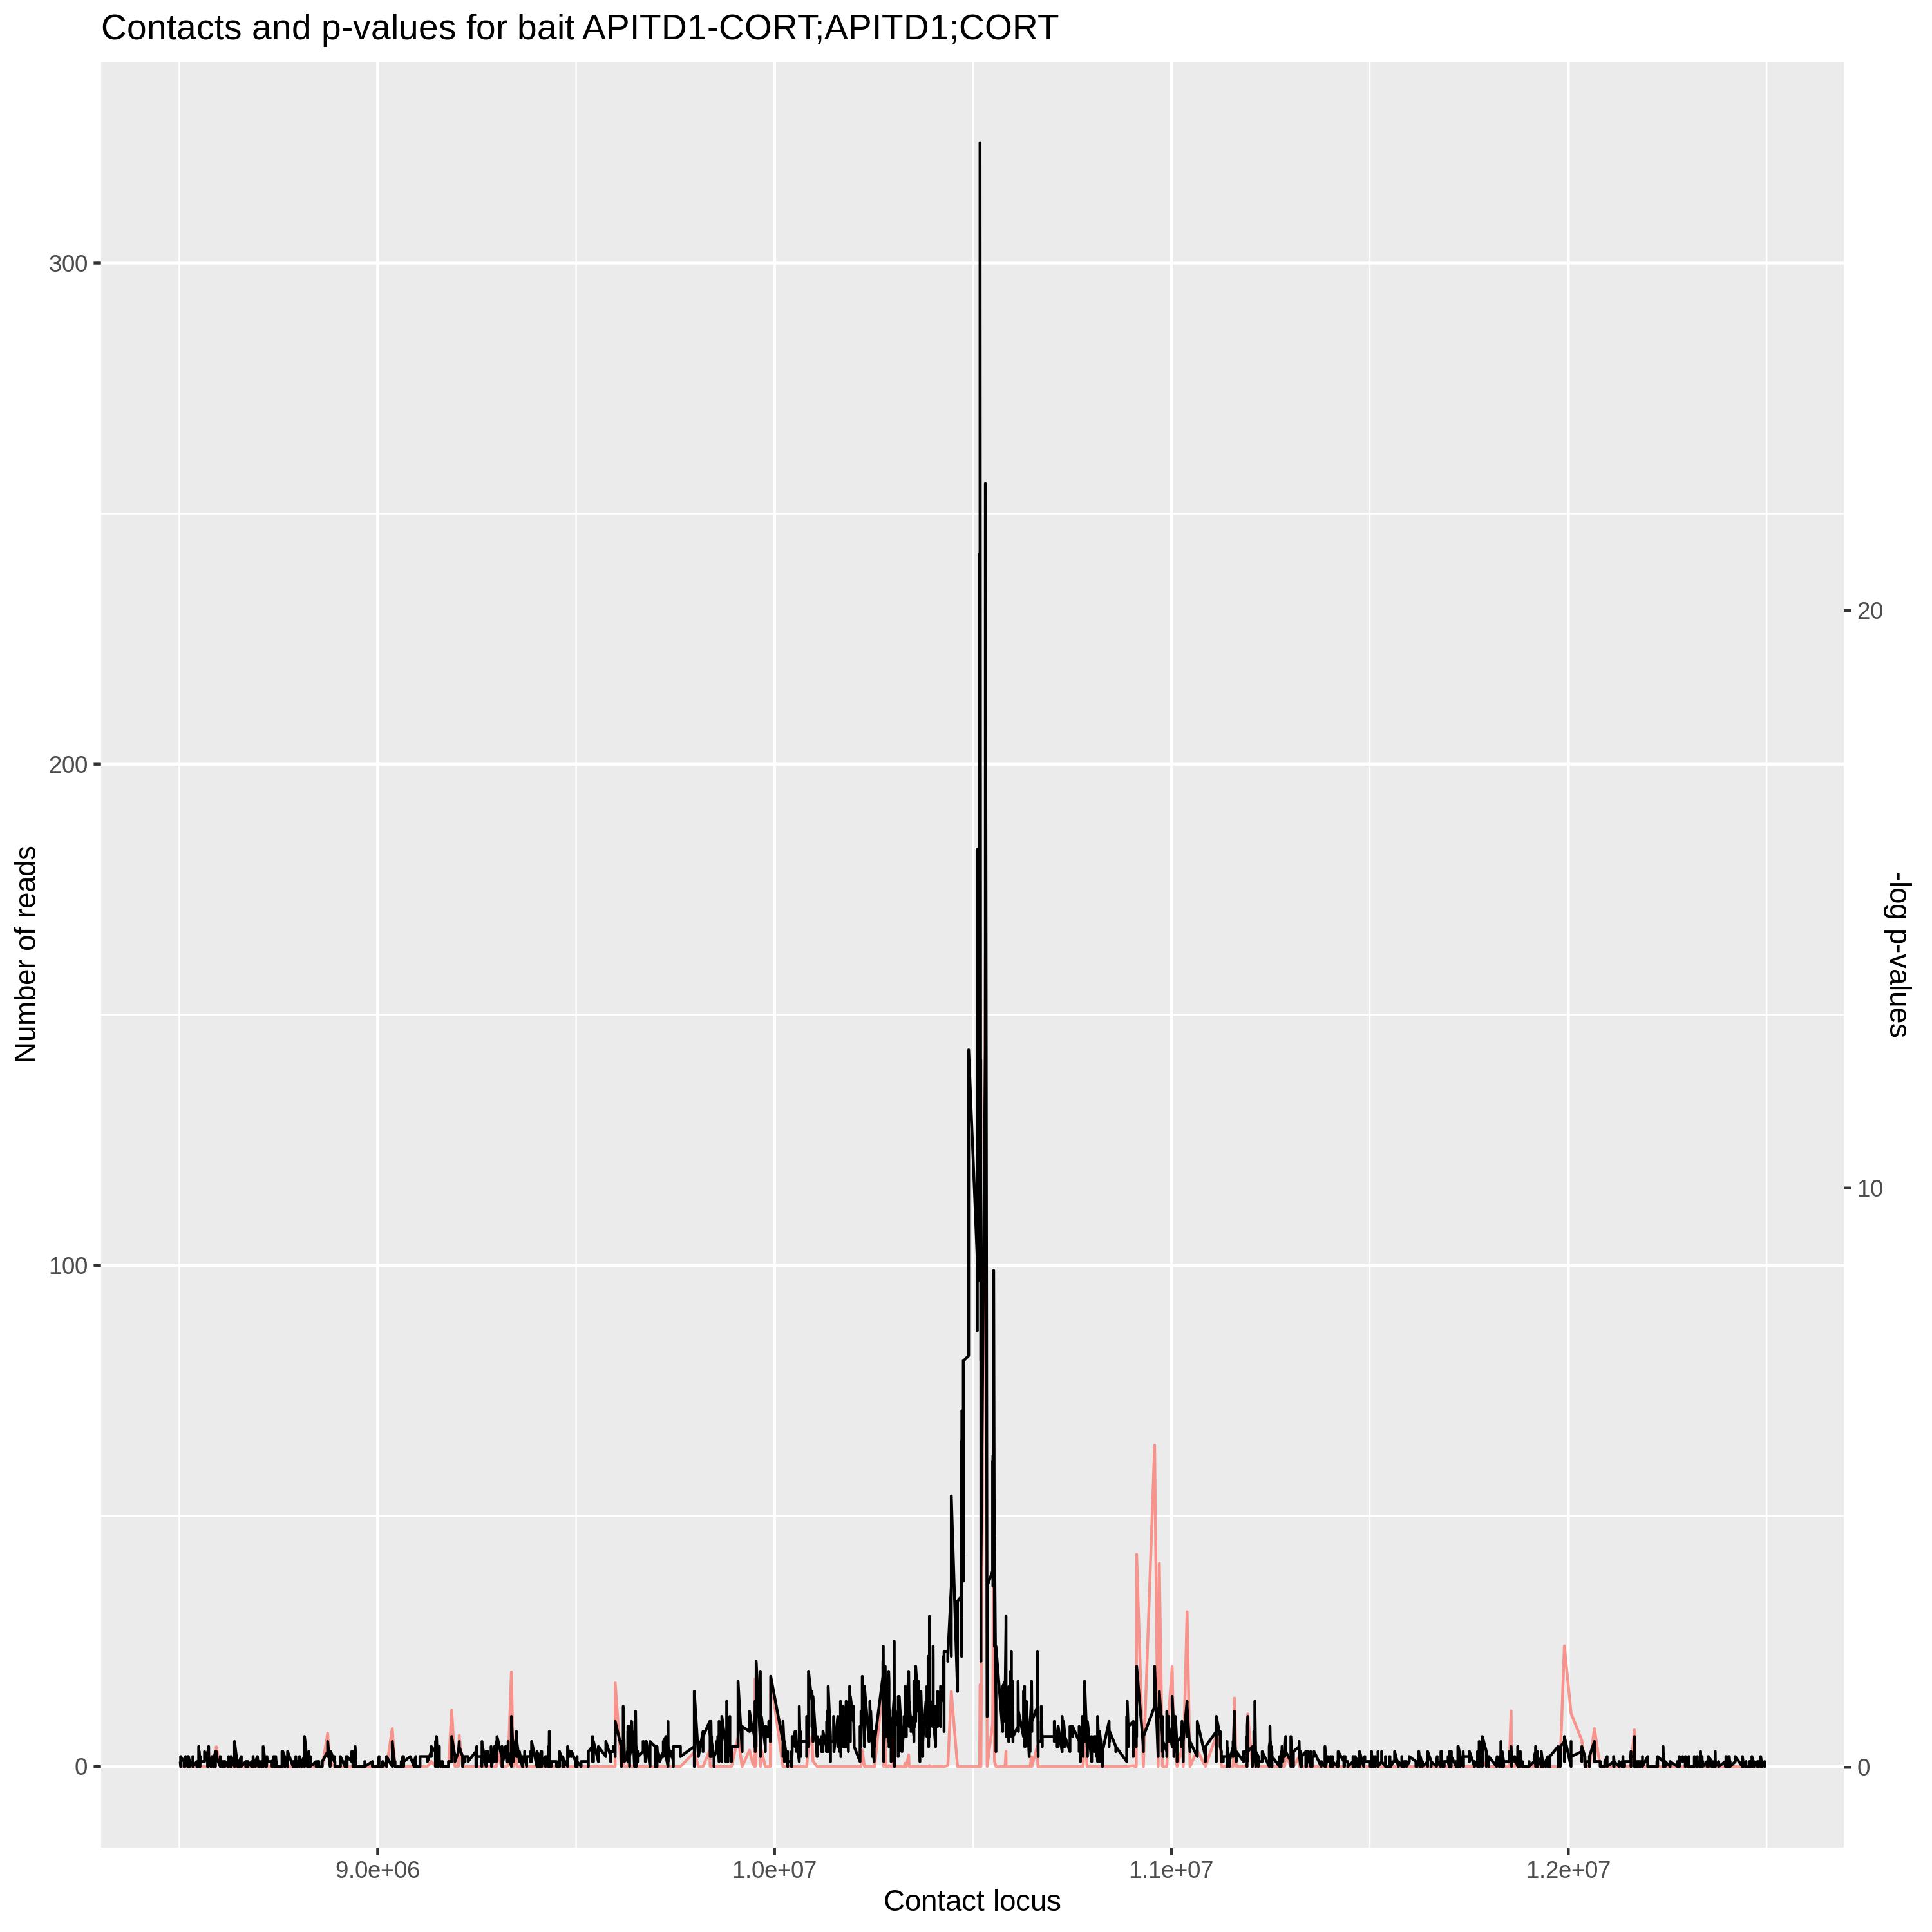 Contacts and p-values for bait APITD1-CORT;APITD1;CORT
300
200
100
0
Number of reads
20
10
0
-log p-values
9.0e+06
1.0e+07
1.1e+07
1.2e+07
Contact locus